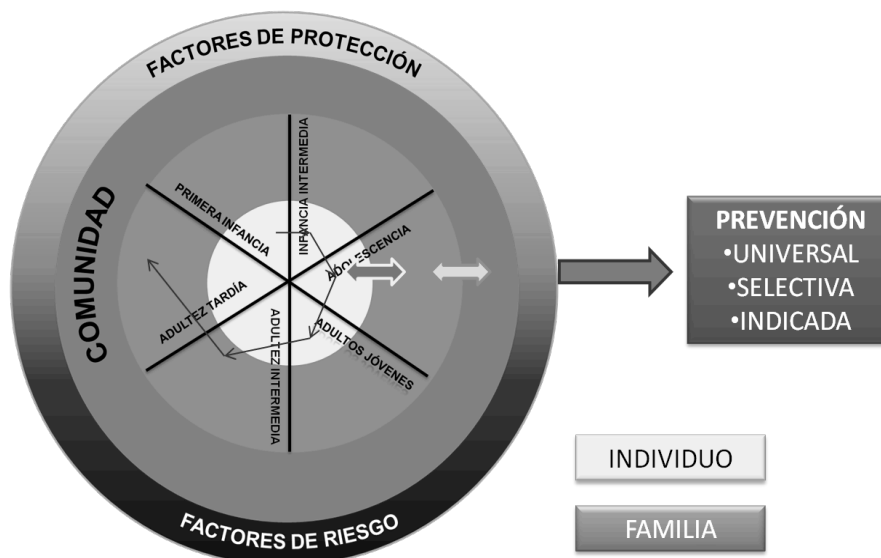 FACTORES DE PROTECCIÓN
COMUNIDAD
PRIMERA INFANCIA
INFANCIA INTERMEDIA
ADOLESCENCIA
ADULTEZ TARDÍA
ADULTEZ INTERMEDIA
ADULTOS JÓVENES
FACTORES DE RIESGO
PREVENCIÓN
•UNIVERSAL
•SELECTIVA
•INDICADA
INDIVIDUO
FAMILIA